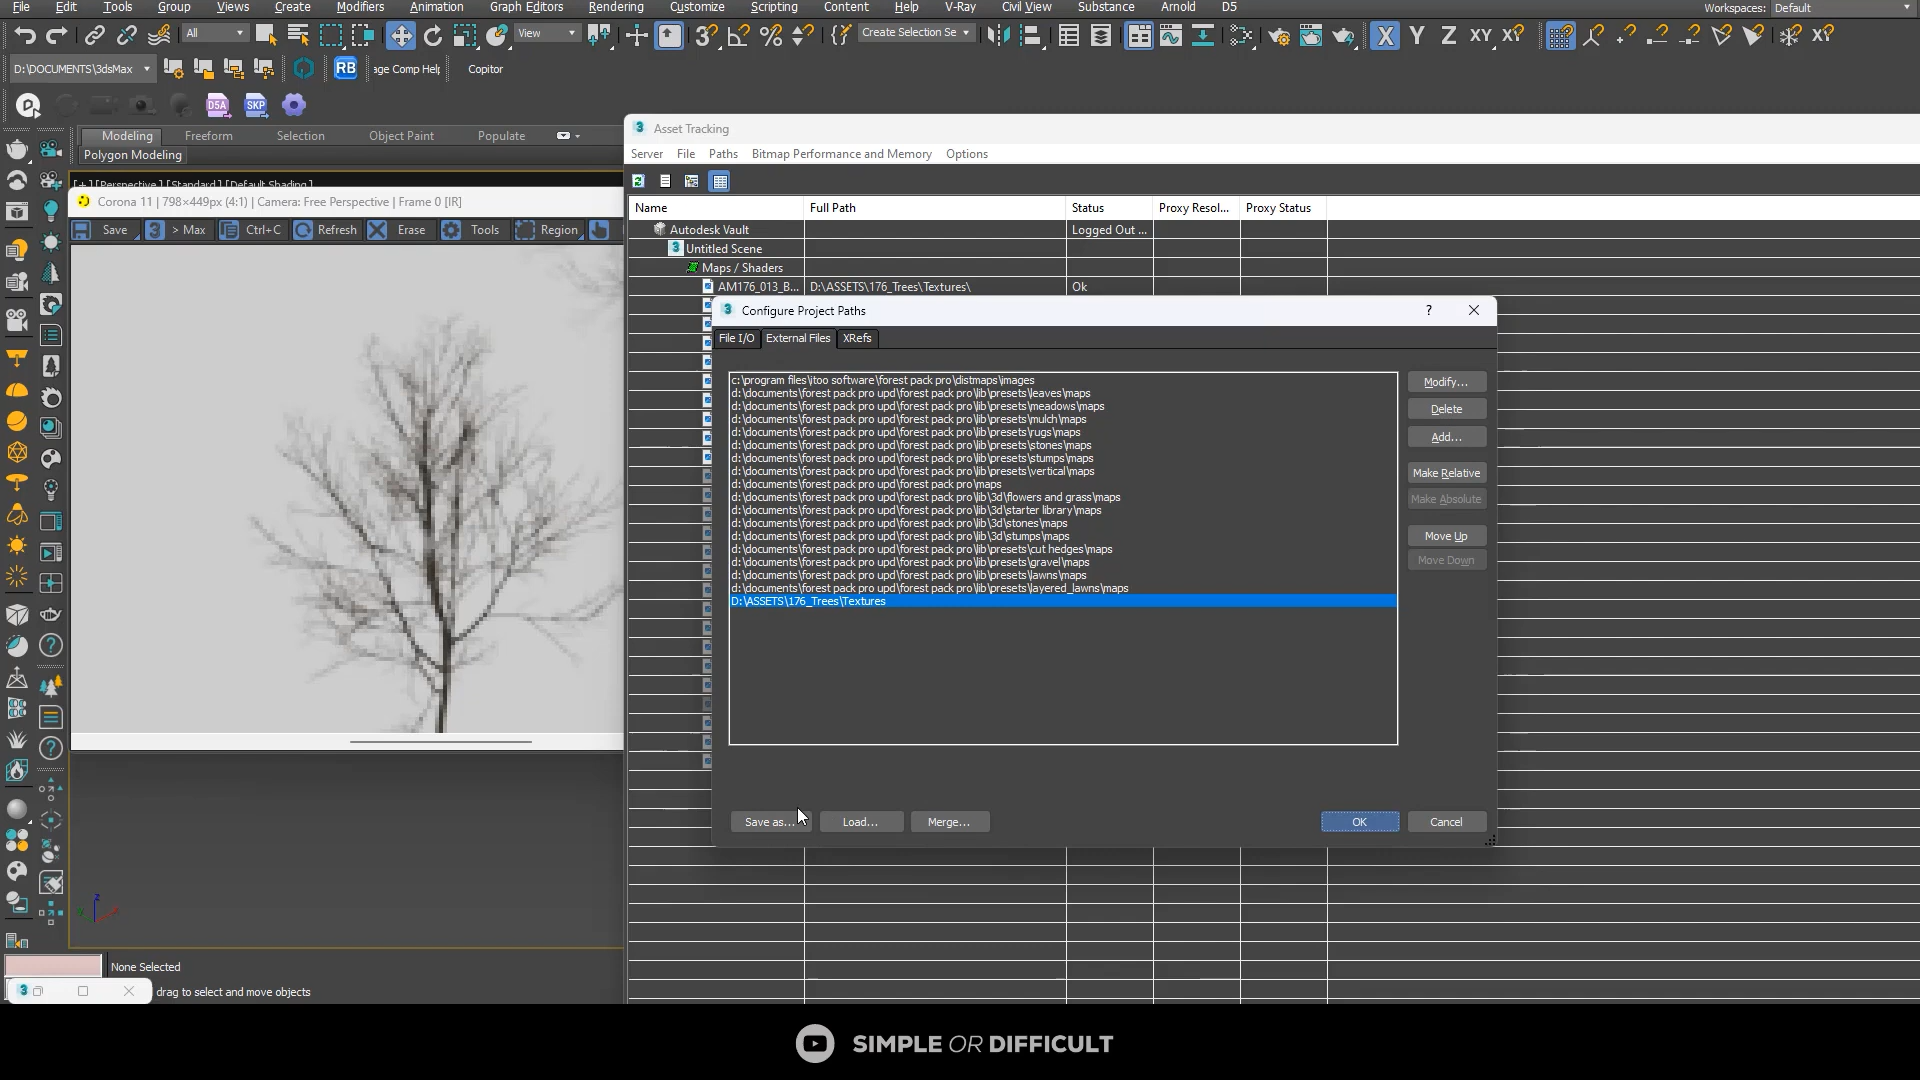 File Edit Tools Group Views Create Modifiers Animation Graph Editors Rendering Customize Scripting Content Help V-Ray Civil View Substance Arnold D5 Workspaces: Default
All View Create Selection Se X Y Z XY XY XY
D:\DOCUMENTS\3dsMax RB age Comp Help Copitor
D5A SKP
Modeling Freeform Selection Object Paint Populate
Polygon Modeling
[+] [Perspective] [Standard] [Default Shading]
Corona 11 | 798×449px (4:1) | Camera: Free Perspective | Frame 0 [IR]
Save > Max Ctrl+C Refresh Erase Tools Region
Asset Tracking
Server File Paths Bitmap Performance and Memory Options
Name Full Path Status Proxy Resol... Proxy Status
Autodesk Vault Logged Out ...
Untitled Scene
Maps / Shaders
AM176_013_B... D:\ASSETS\176_Trees\Textures\ Ok
Configure Project Paths ?
File I/O External Files XRefs
c:\program files\itoo software\forest pack pro\distmaps\images
d:\documents\forest pack pro upd\forest pack pro\lib\presets\leaves\maps
d:\documents\forest pack pro upd\forest pack pro\lib\presets\meadows\maps
d:\documents\forest pack pro upd\forest pack pro\lib\presets\mulch\maps
d:\documents\forest pack pro upd\forest pack pro\lib\presets\rugs\maps
d:\documents\forest pack pro upd\forest pack pro\lib\presets\stones\maps
d:\documents\forest pack pro upd\forest pack pro\lib\presets\stumps\maps
d:\documents\forest pack pro upd\forest pack pro\lib\presets\vertical\maps
d:\documents\forest pack pro upd\forest pack pro\maps
d:\documents\forest pack pro upd\forest pack pro\lib\3d\flowers and grass\maps
d:\documents\forest pack pro upd\forest pack pro\lib\3d\starter library\maps
d:\documents\forest pack pro upd\forest pack pro\lib\3d\stones\maps
d:\documents\forest pack pro upd\forest pack pro\lib\3d\stumps\maps
d:\documents\forest pack pro upd\forest pack pro\lib\presets\cut hedges\maps
d:\documents\forest pack pro upd\forest pack pro\lib\presets\gravel\maps
d:\documents\forest pack pro upd\forest pack pro\lib\presets\lawns\maps
d:\documents\forest pack pro upd\forest pack pro\lib\presets\layered_lawns\maps
D:\ASSETS\176_Trees\Textures
Modify...
Delete
Add...
Make Relative
Make Absolute
Move Up
Move Down
Save as... Load... Merge... OK Cancel
None Selected
drag to select and move objects
SIMPLE OR DIFFICULT